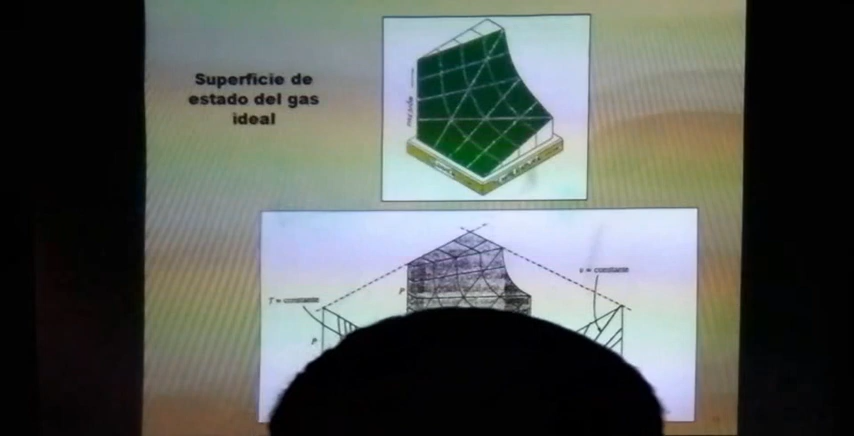 Superficie de
estado del gas
ideal
T = constante
v = constante
P
P